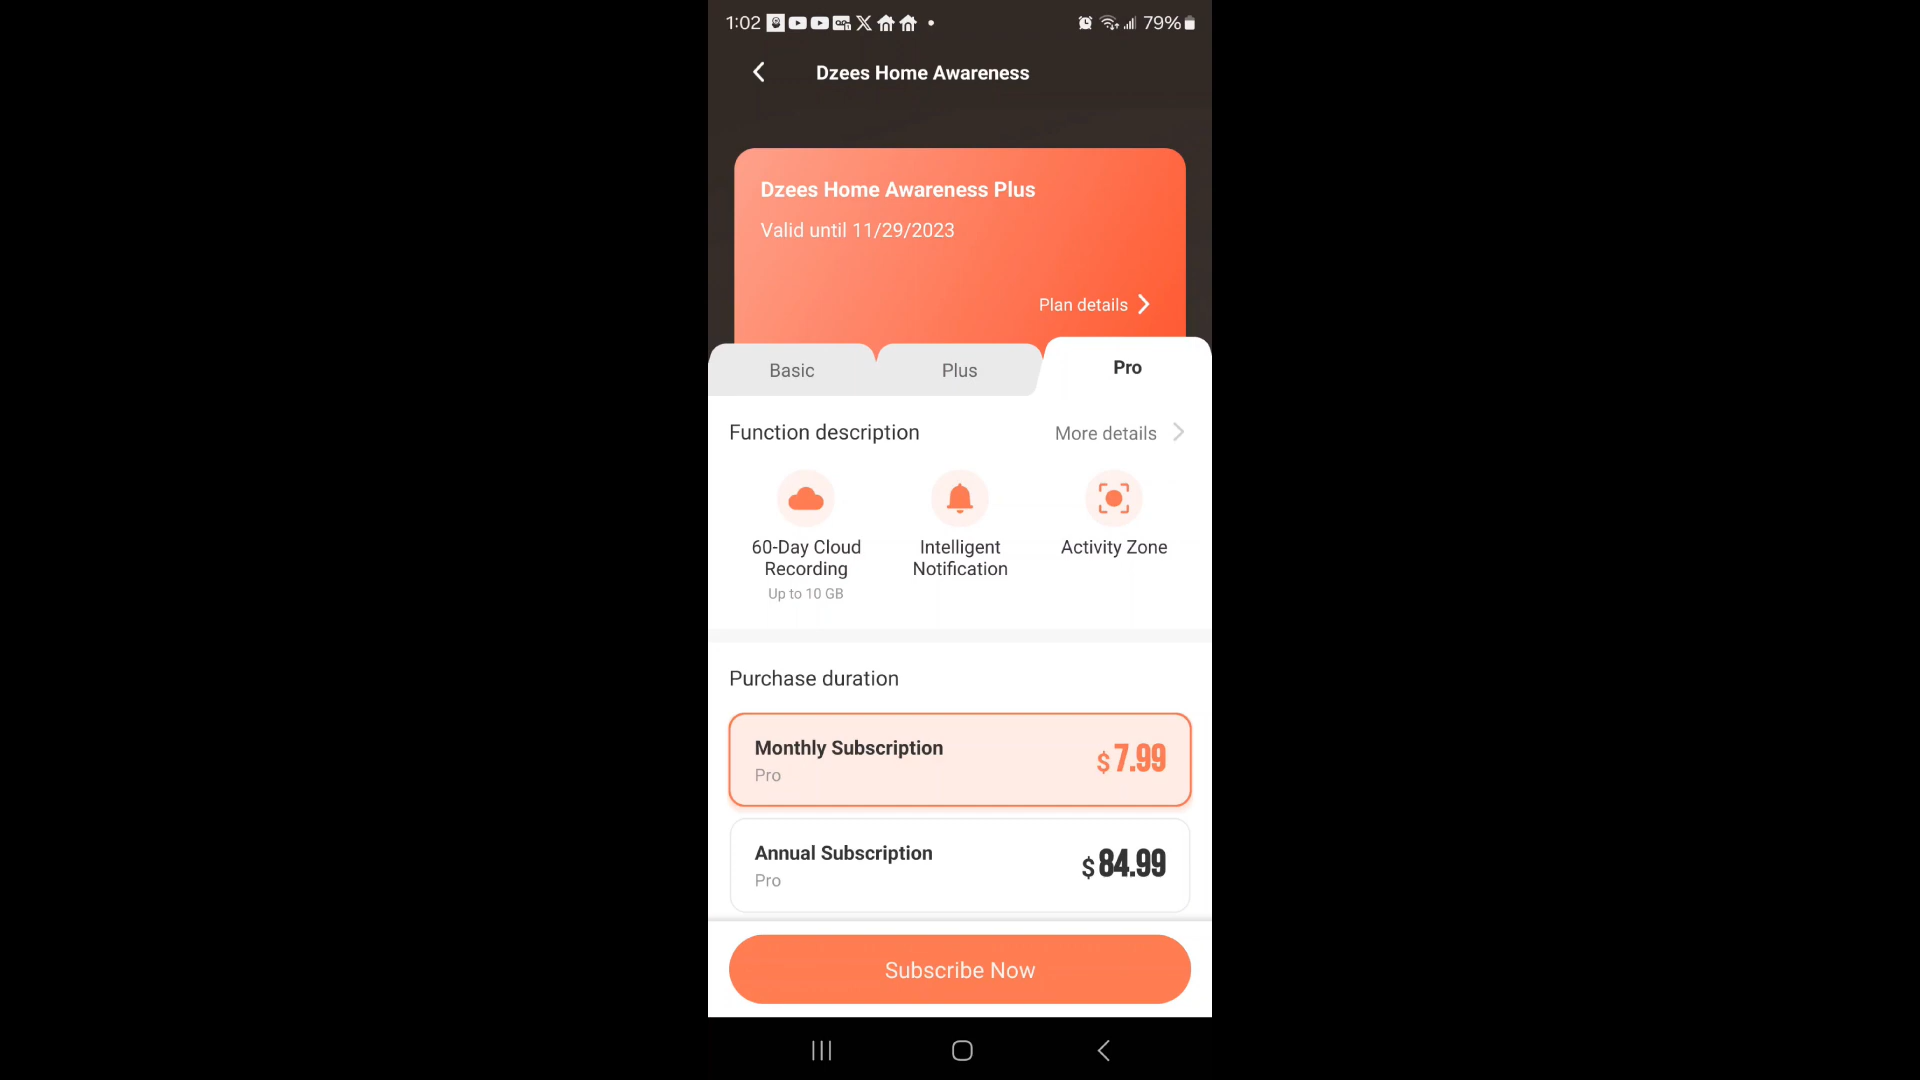 1:02
79%
Dzees Home Awareness
Dzees Home Awareness Plus
Valid until 11/29/2023
Plan details
Basic
Plus
Pro
Function description
More details
60-Day Cloud
Recording
Up to 10 GB
Intelligent
Notification
Activity Zone
Purchase duration
Monthly Subscription
Pro
$7.99
Annual Subscription
Pro
$84.99
Subscribe Now